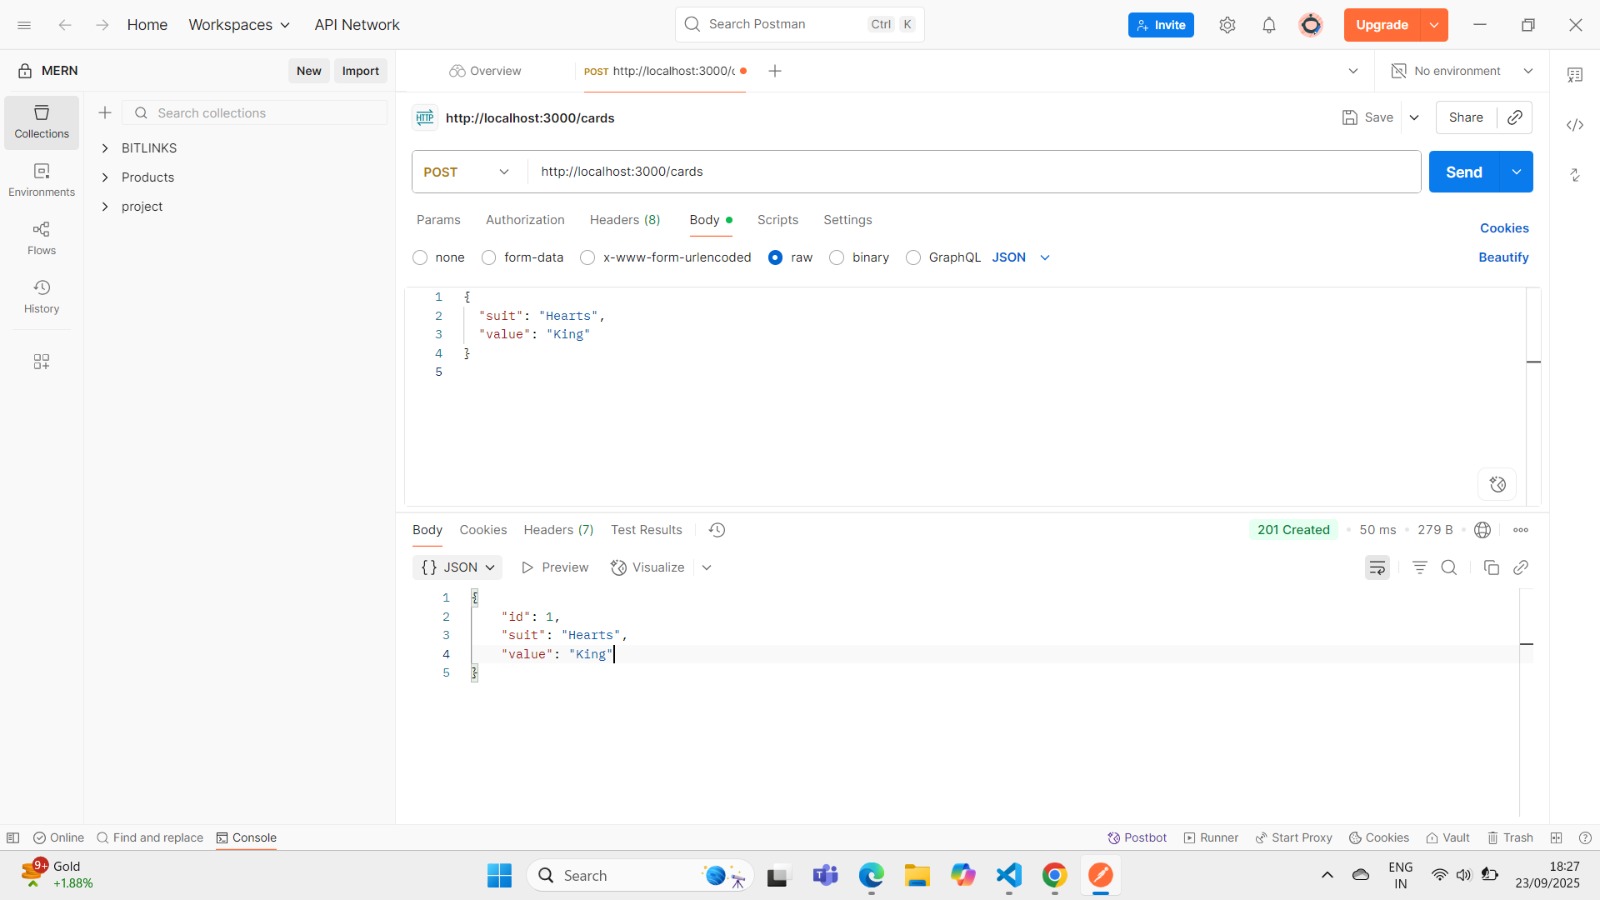 Home Workspaces API Network Search Postman Ctrl K Invite Upgrade
MERN New Import Overview POST http://localhost:3000/c No environment
Collections Search collections HTTP http://localhost:3000/cards Save Share
BITLINKS
Products
project
Environments
Flows
History
POST http://localhost:3000/cards Send
Params Authorization Headers (8) Body Scripts Settings Cookies
none form-data x-www-form-urlencoded raw binary GraphQL JSON Beautify
1 {
2 "suit": "Hearts",
3 "value": "King"
4 }
5
Body Cookies Headers (7) Test Results 201 Created 50 ms 279 B
{} JSON Preview Visualize
1 {
2 "id": 1,
3 "suit": "Hearts",
4 "value": "King"
5 }
Online Find and replace Console Postbot Runner Start Proxy Cookies Vault Trash
9+ Gold
+1.88%
Search
ENG
IN
18:27
23/09/2025